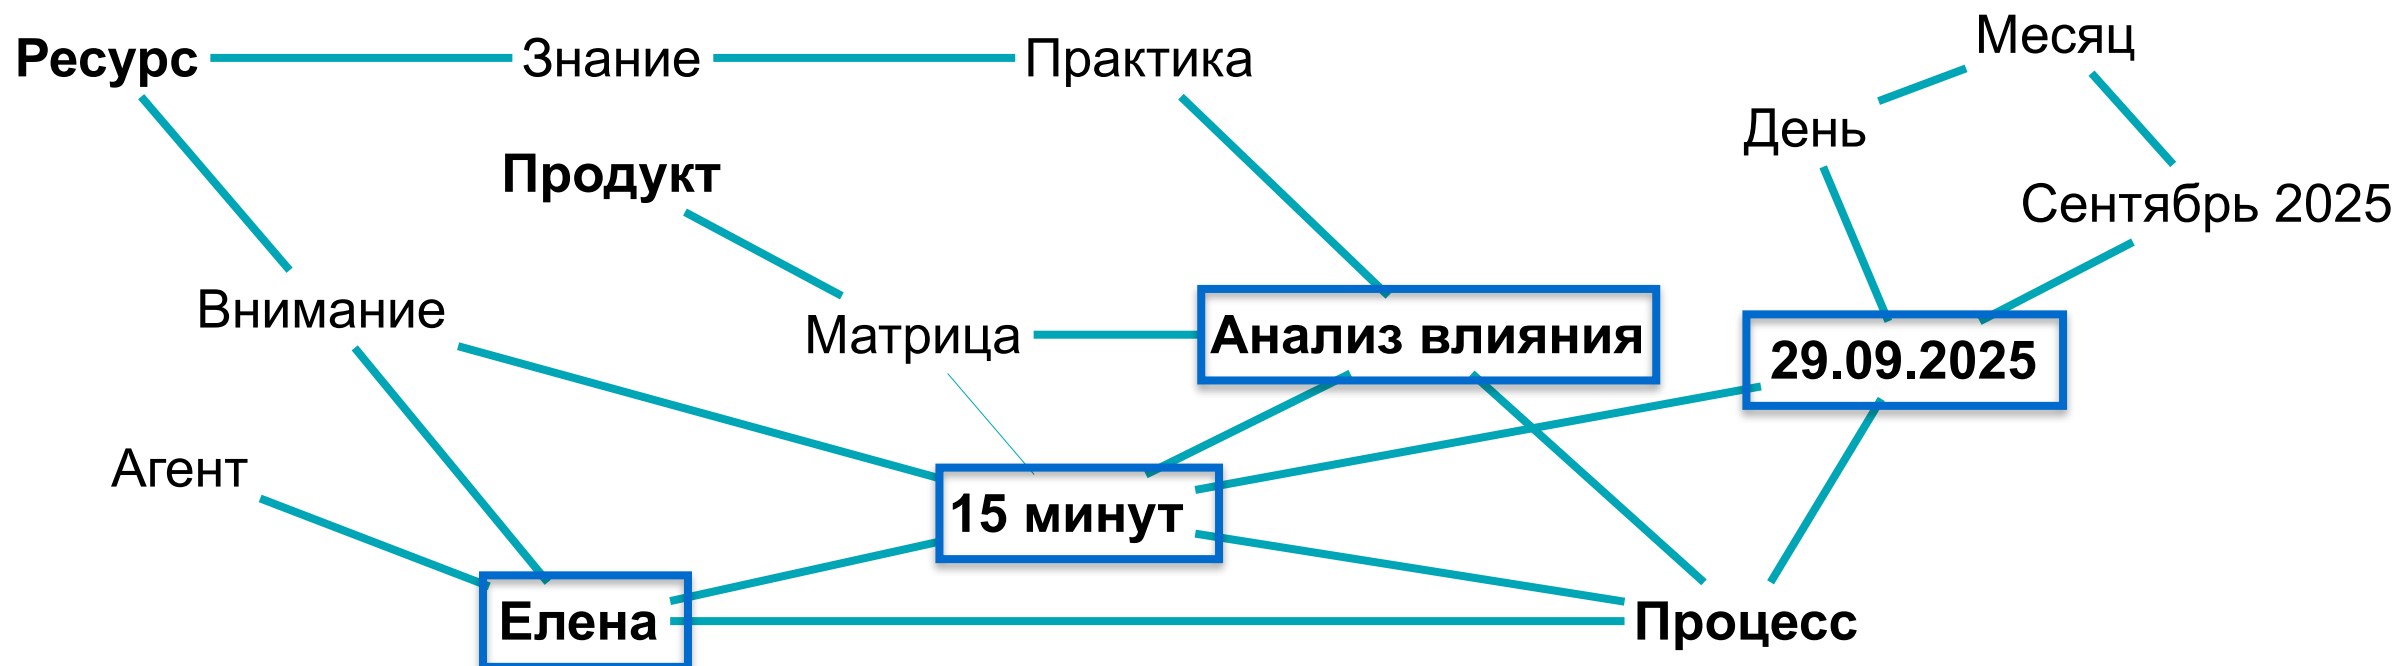 Месяц
Ресурс
Знание
Практика
День
Продукт
Сентябрь 2025
Внимание
Матрица
Анализ влияния
29.09.2025
Агент
15 минут
Елена
Процесс